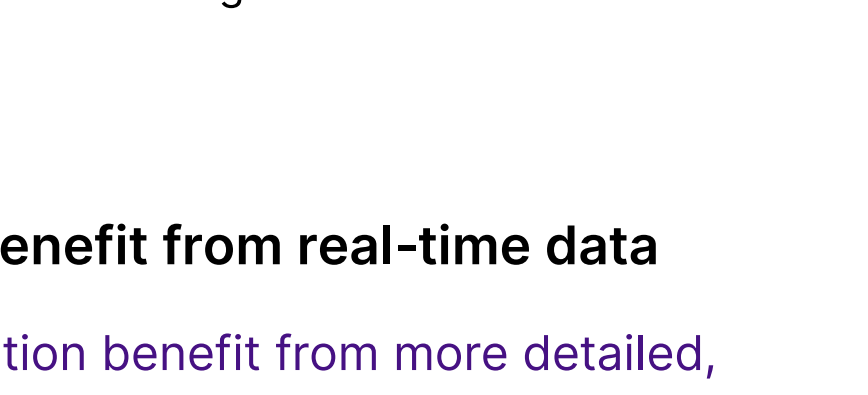 enefit from real-time data
tion benefit from more detailed,